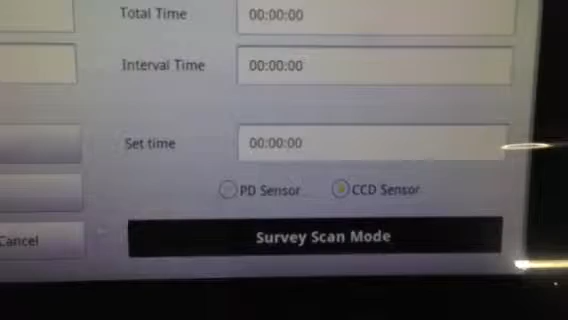 Total Time 00:00:00
Interval Time 00:00:00
Set time 00:00:00
PD Sensor CCD Sensor
Cancel
Survey Scan Mode